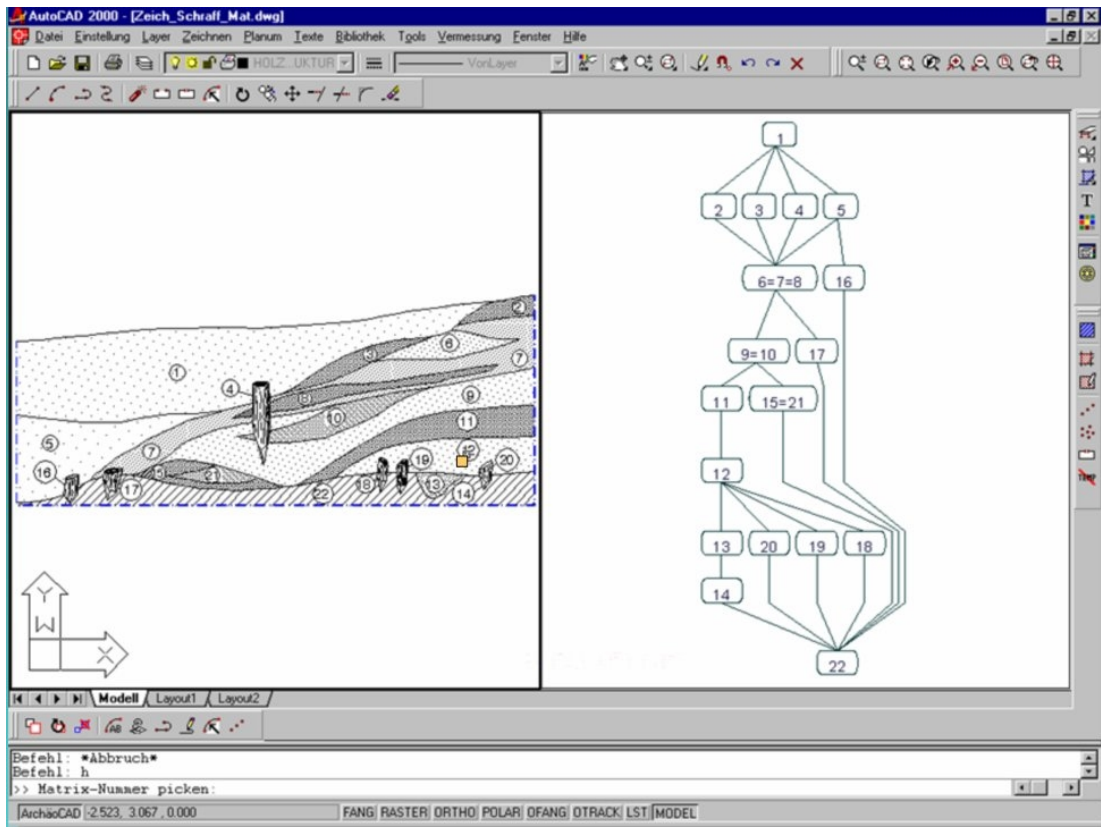 AutoCAD 2000 - [Zeich_Schraff_Mat.dwg]
Datei Einstellung Layer Zeichnen Planum Texte Bibliothek Tools Vermessung Fenster Hilfe
HOLZ UKTUR VonLayer
1
2 3 4 5
6=7=8 16
9=10 17
11 15=21
12
13 20 19 18
14
22
2
3 6
7
1
4 8 9
10 11
5
7 12
16 19 20
21
17 22 18 13 14
Y
W
X
T
Modell Layout1 Layout2
Befehl: *Abbruch*
Befehl: h
>> Matrix-Nummer picken:
ArchäoCAD -2.523, 3.067 , 0.000 FANG RASTER ORTHO POLAR OFANG OTRACK LST MODEL